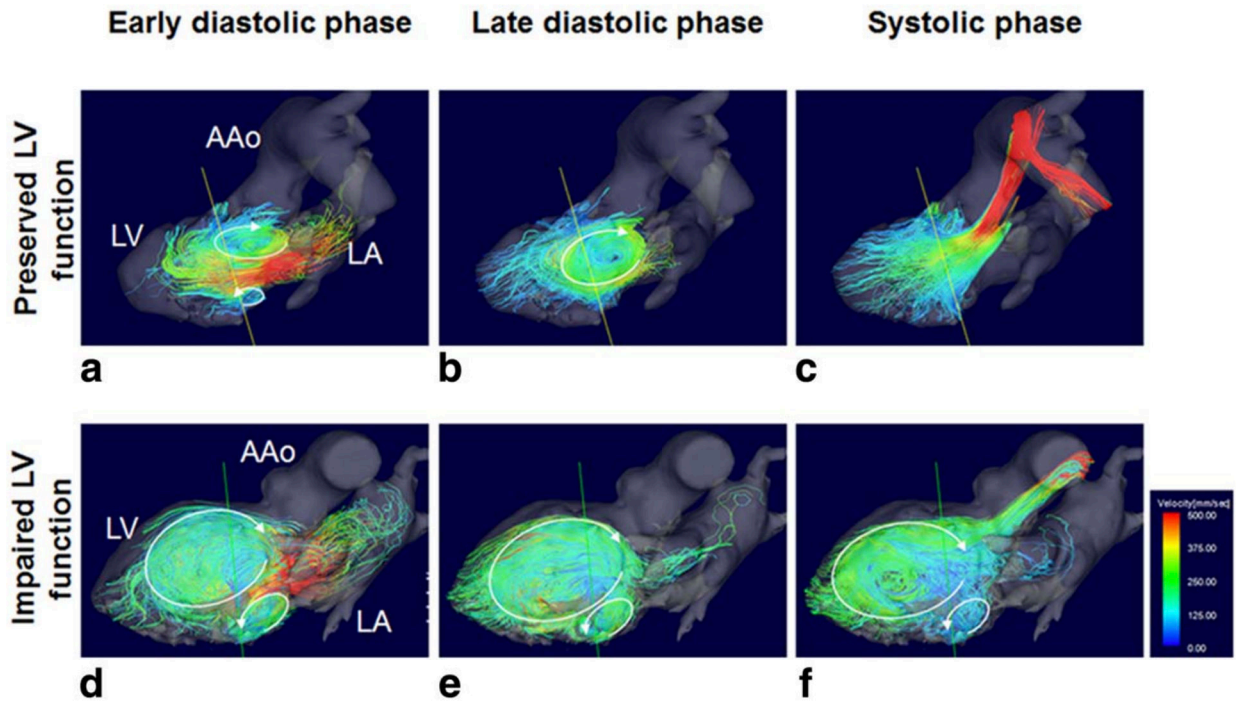 Early diastolic phase
Late diastolic phase
Systolic phase
Preserved LV
function
AAo
LV
LA
a
b
c
Impaired LV
function
AAo
LV
LA
d
e
f
Velocity[mm/sec]
500.00
375.00
250.00
125.00
0.00